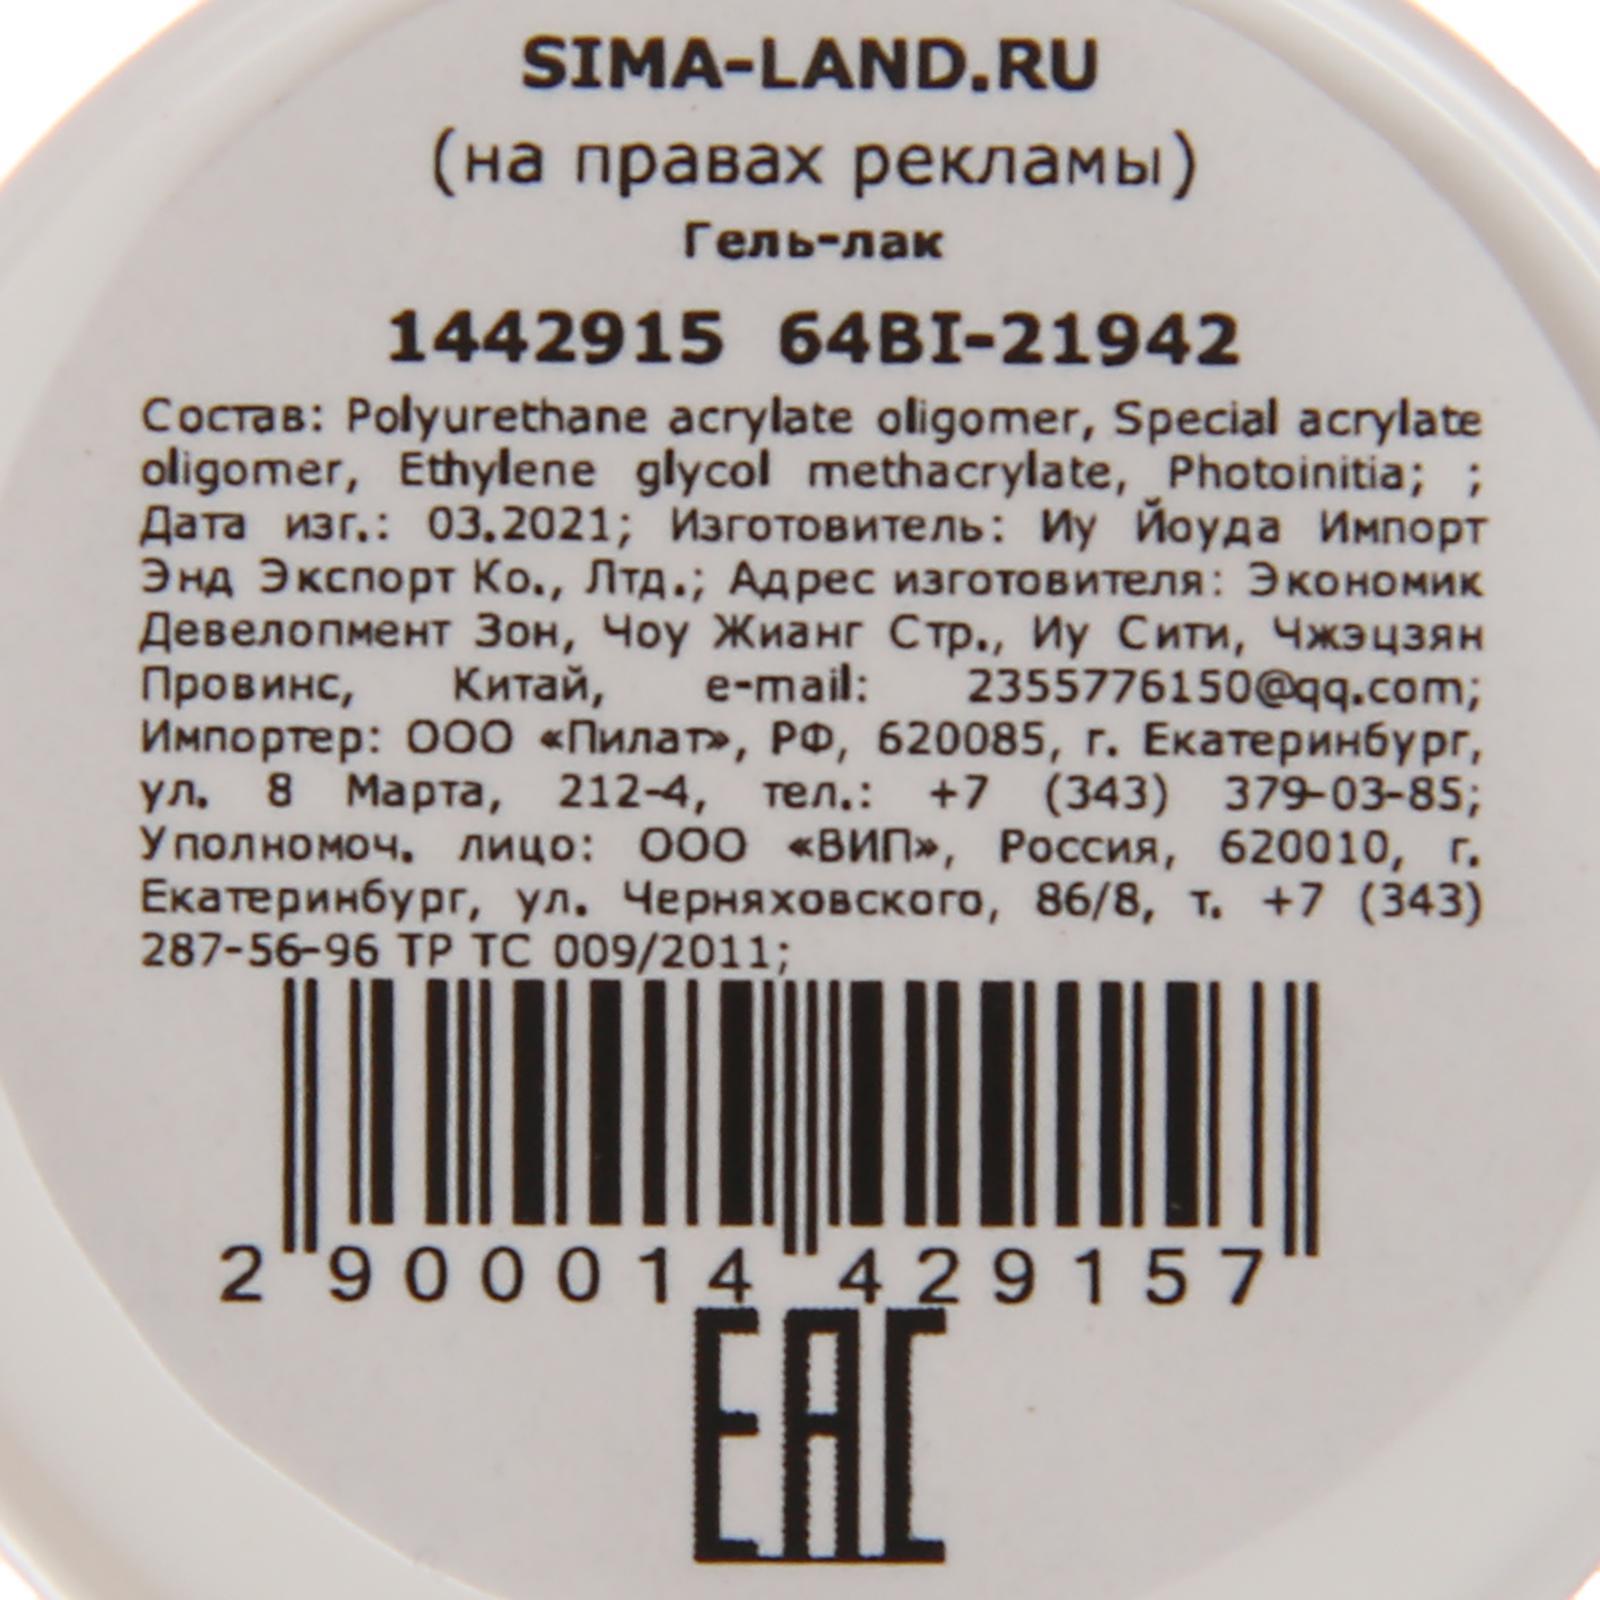 SIMA-LAND.RU
(на правах рекламы)
Гель-лак
1442915 64BI-21942
Состав: Polyurethane acrylate oligomer, Special acrylate
oligomer, Ethylene glycol methacrylate, Photoinitia; ;
Дата изг.: 03.2021; Изготовитель: Иу Йоуда Импорт
Энд Экспорт Ко., Лтд.; Адрес изготовителя: Экономик
Девелопмент Зон, Чоу Жианг Стр., Иу Сити, Чжэцзян
Провинс, Китай, e-mail: 2355776150@qq.com;
Импортер: ООО «Пилат», РФ, 620085, г. Екатеринбург,
ул. 8 Марта, 212-4, тел.: +7 (343) 379-03-85;
Уполномоч. лицо: ООО «ВИП», Россия, 620010, г.
Екатеринбург, ул. Черняховского, 86/8, т. +7 (343)
287-56-96 ТР ТС 009/2011;
2 900014 429157
EAC